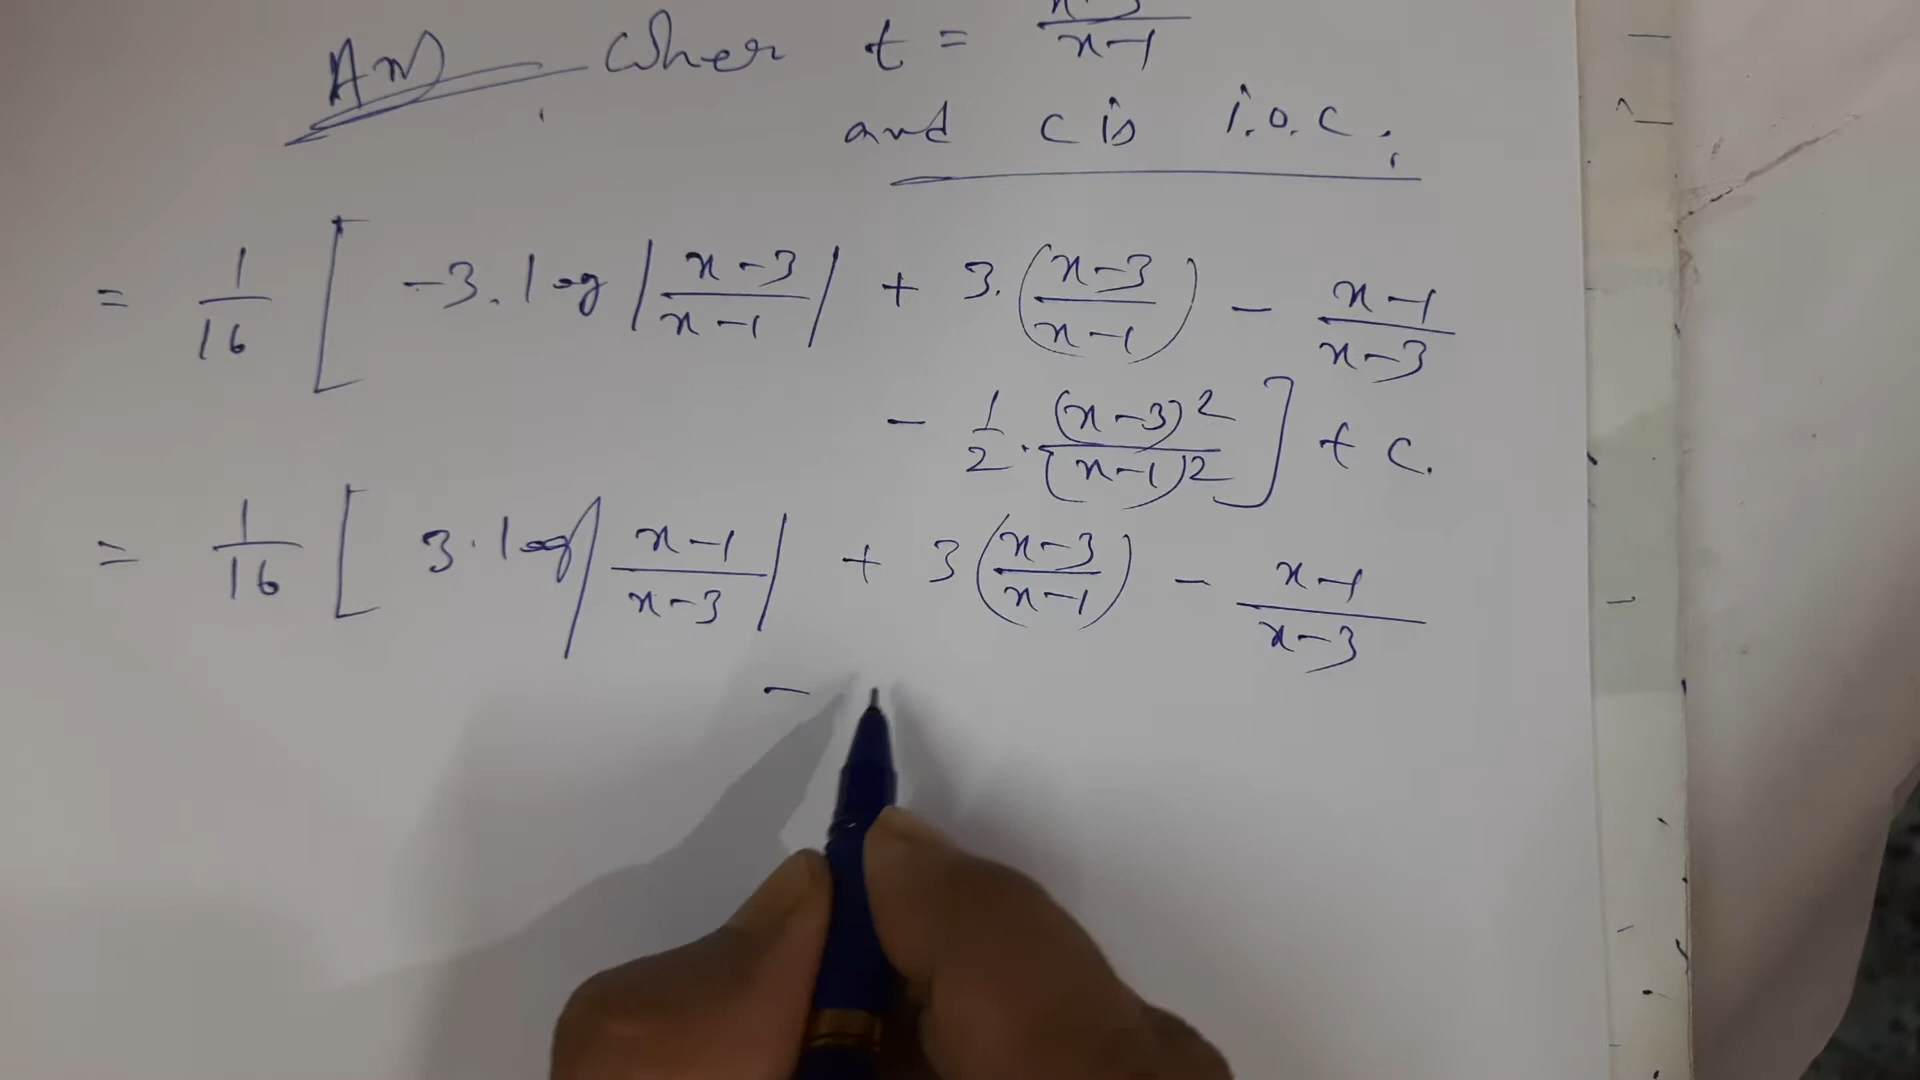 Ans where t = x-3/x-1
and c is i.o.c.
= 1/16 [ -3. log |x-3/x-1| + 3.(x-3/x-1) - x-1/x-3
- 1/2 . (x-3)2/(x-1)2 ] + c.
= 1/16 [ 3. log |x-1/x-3| + 3(x-3/x-1) - x-1/x-3
-